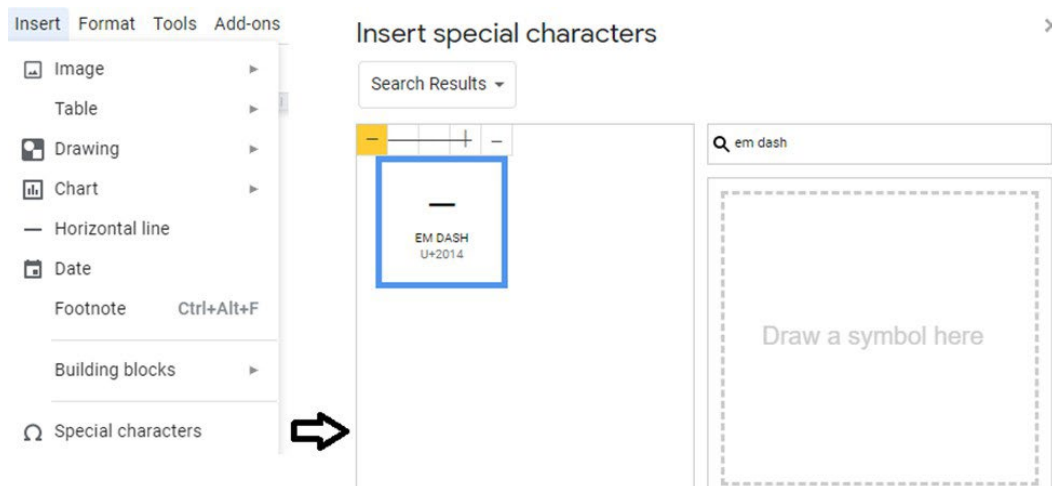 Insert Format Tools Add-ons
Image
Table
Drawing
Chart
Horizontal line
Date
Footnote Ctrl+Alt+F
Building blocks
Ω Special characters
Insert special characters
Search Results
em dash
—
EM DASH
U+2014
Draw a symbol here